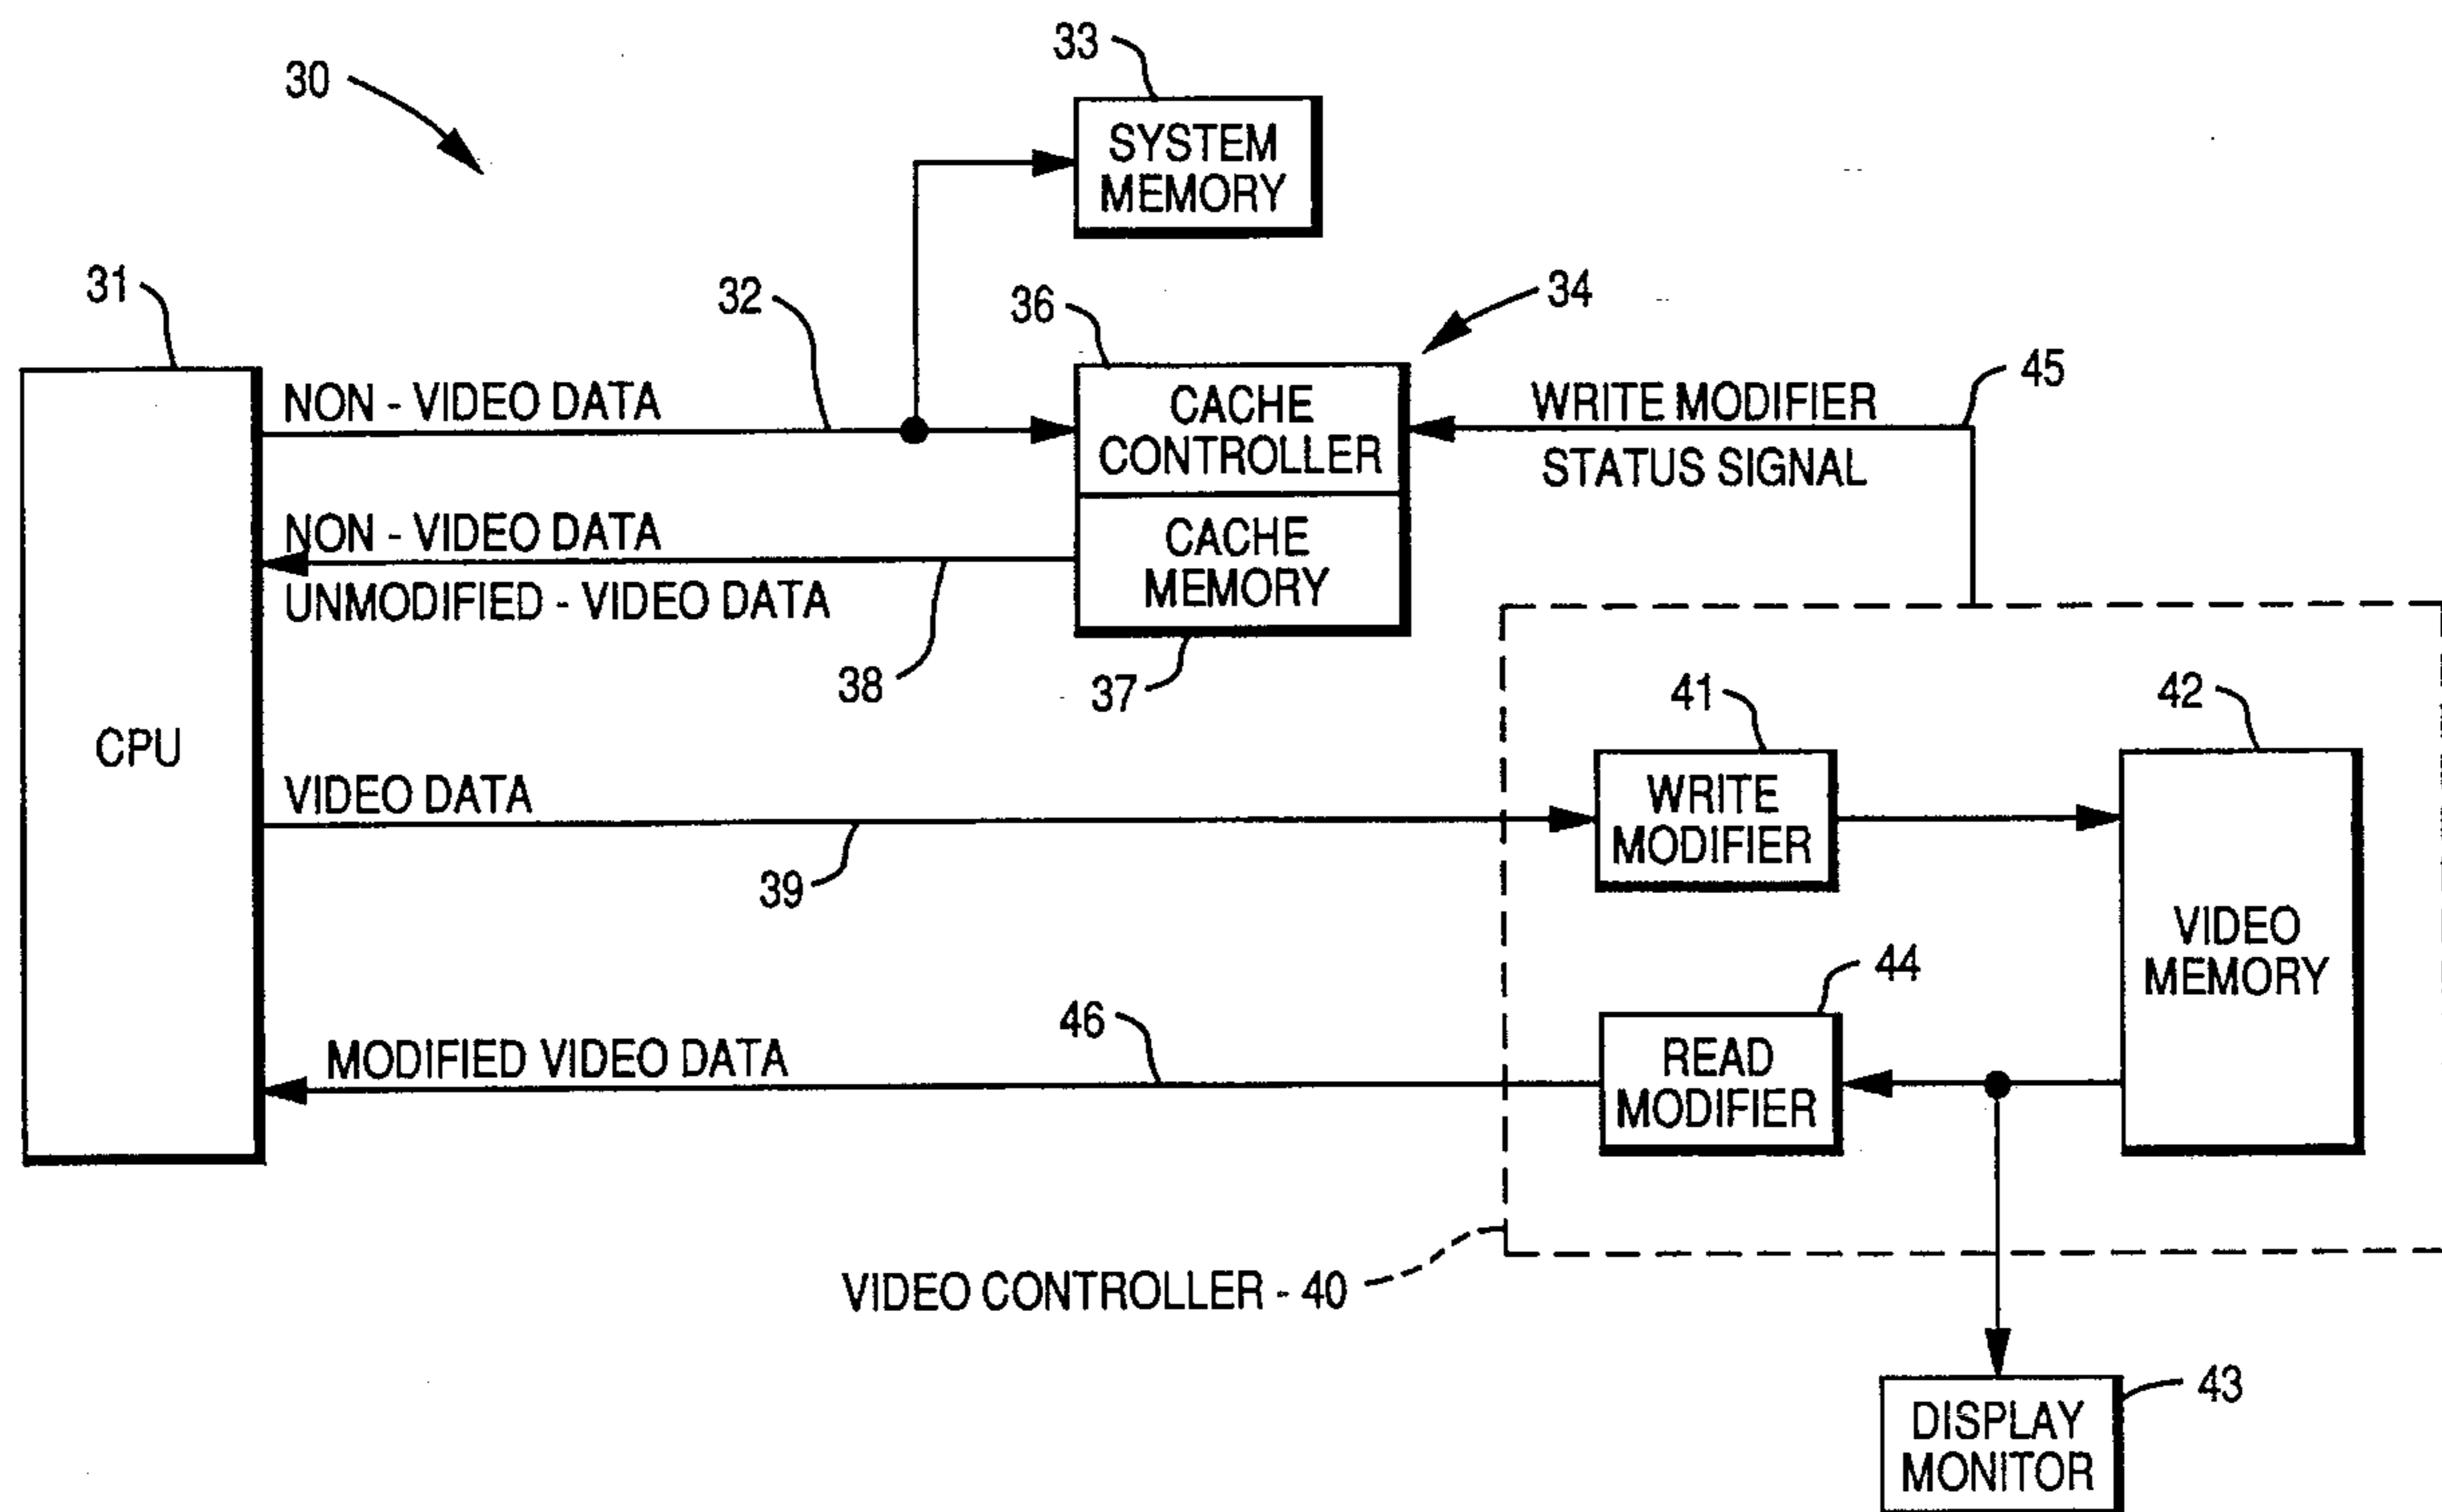 33
30
SYSTEM
MEMORY
31
32
36
34
45
NON - VIDEO DATA
CACHE
CONTROLLER
WRITE MODIFIER
STATUS SIGNAL
NON - VIDEO DATA
UNMODIFIED - VIDEO DATA
CACHE
MEMORY
38
37
41
42
CPU
VIDEO DATA
WRITE
MODIFIER
39
VIDEO
MEMORY
44
46
MODIFIED VIDEO DATA
READ
MODIFIER
VIDEO CONTROLLER - 40
43
DISPLAY
MONITOR